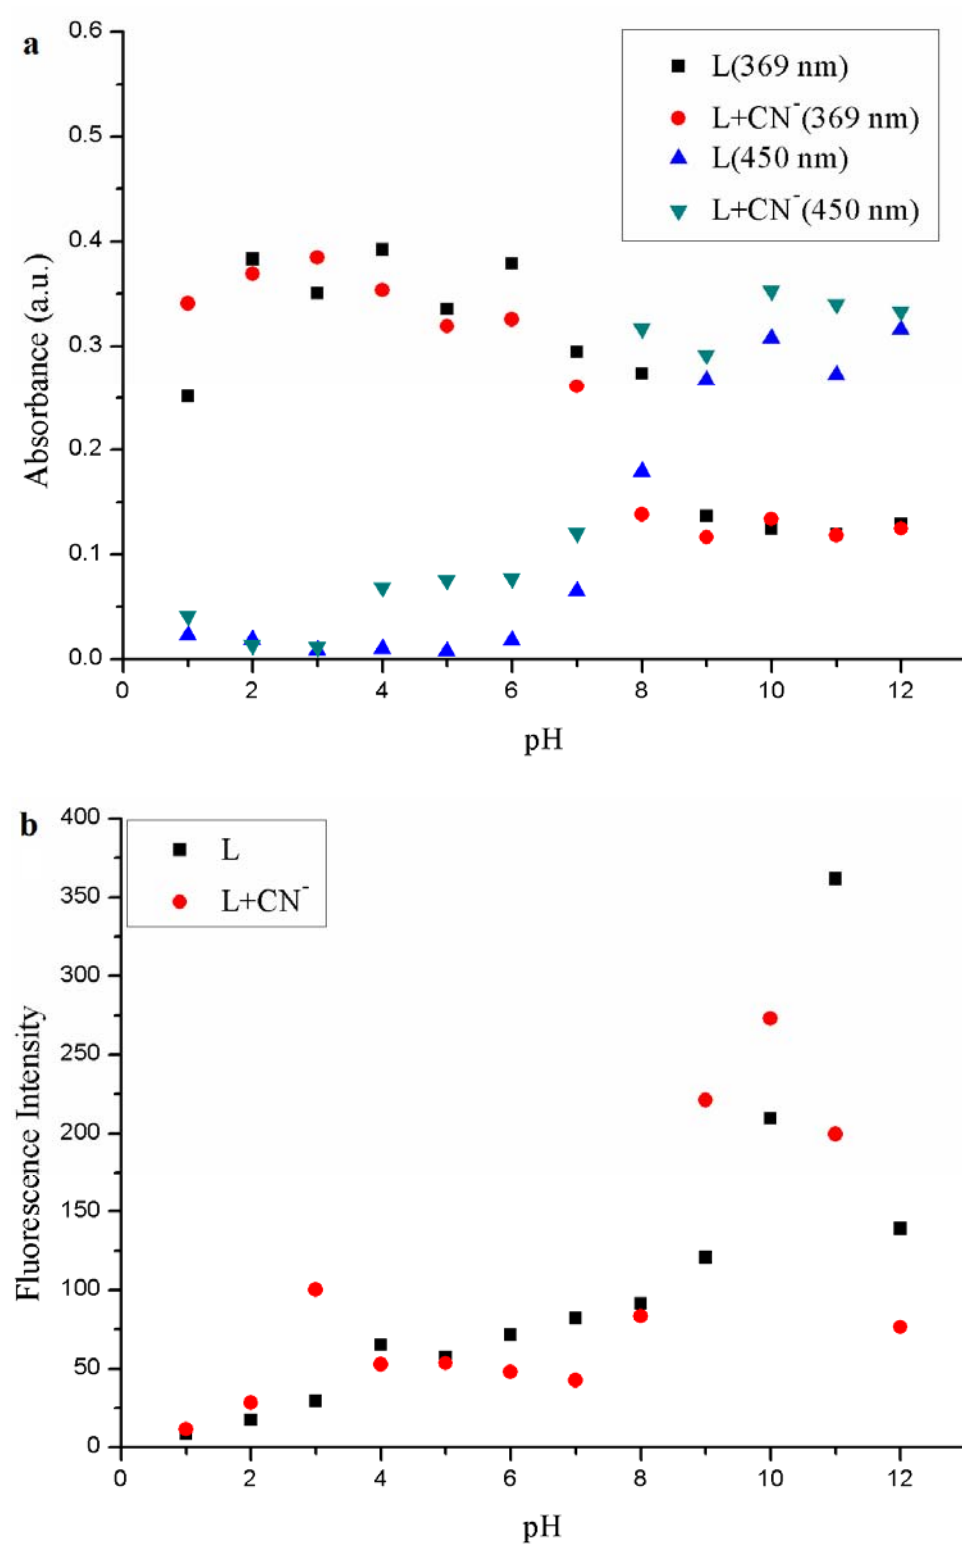 a
0.6
0.5
0.4
0.3
0.2
0.1
0.0
Absorbance (a.u.)
L(369 nm)
L+CN⁻(369 nm)
L(450 nm)
L+CN⁻(450 nm)
0 2 4 6 8 10 12
pH
b
400
350
300
250
200
150
100
50
0
Fluorescence Intensity
L
L+CN⁻
0 2 4 6 8 10 12
pH